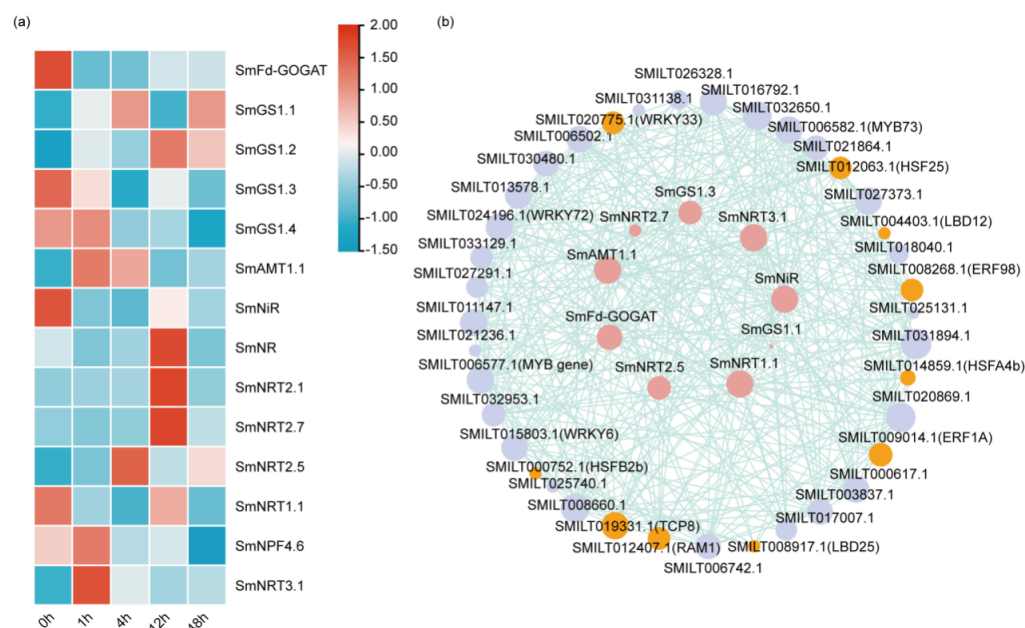 (a)
2.00
1.50
1.00
0.50
0.00
-0.50
-1.00
-1.50
SmFd-GOGAT
SmGS1.1
SmGS1.2
SmGS1.3
SmGS1.4
SmAMT1.1
SmNiR
SmNR
SmNRT2.1
SmNRT2.7
SmNRT2.5
SmNRT1.1
SmNPF4.6
SmNRT3.1
0h
1h
4h
12h
48h
(b)
SMILT026328.1
SMILT016792.1
SMILT031138.1
SMILT032650.1
SMILT020775.1(WRKY33)
SMILT006582.1(MYB73)
SMILT006502.1
SMILT021864.1
SMILT030480.1
SMILT012063.1(HSF25)
SMILT013578.1
SMILT027373.1
SMILT024196.1(WRKY72)
SMILT004403.1(LBD12)
SMILT033129.1
SMILT018040.1
SMILT027291.1
SMILT008268.1(ERF98)
SMILT011147.1
SMILT025131.1
SMILT021236.1
SMILT031894.1
SMILT006577.1(MYB gene)
SMILT014859.1(HSFA4b)
SMILT032953.1
SMILT020869.1
SMILT015803.1(WRKY6)
SMILT009014.1(ERF1A)
SMILT000752.1(HSFB2b)
SMILT000617.1
SMILT025740.1
SMILT003837.1
SMILT008660.1
SMILT017007.1
SMILT019331.1(TCP8)
SMILT012407.1(RAM1)
SMILT008917.1(LBD25)
SMILT006742.1
SmGS1.3
SmNRT2.7
SmNRT3.1
SmAMT1.1
SmNiR
SmFd-GOGAT
SmGS1.1
SmNRT2.5
SmNRT1.1